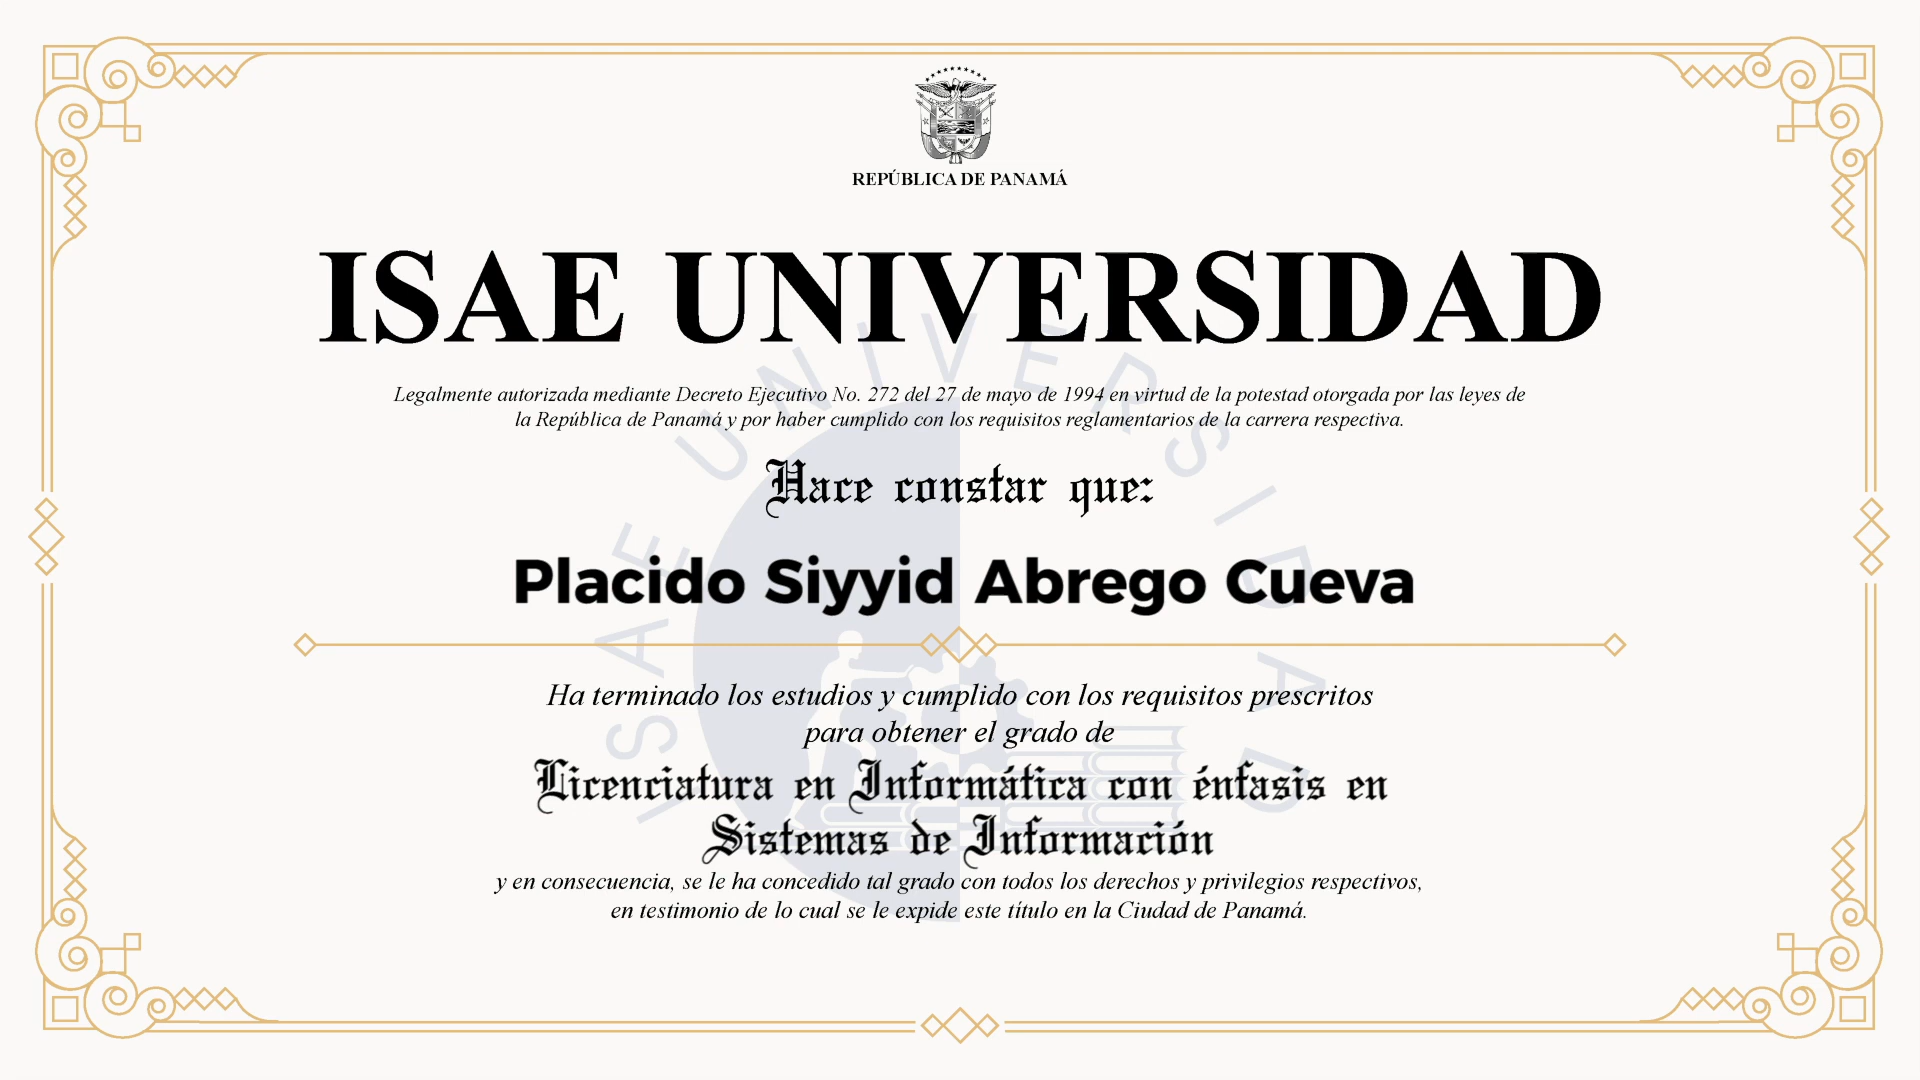 REPÚBLICA DE PANAMÁ
ISAE UNIVERSIDAD
Legalmente autorizada mediante Decreto Ejecutivo No. 272 del 27 de mayo de 1994 en virtud de la potestad otorgada por las leyes de
la República de Panamá y por haber cumplido con los requisitos reglamentarios de la carrera respectiva.
Hace constar que:
Placido Siyyid Abrego Cueva
Ha terminado los estudios y cumplido con los requisitos prescritos
para obtener el grado de
Licenciatura en Informática con énfasis en
Sistemas de Información
y en consecuencia, se le ha concedido tal grado con todos los derechos y privilegios respectivos,
en testimonio de lo cual se le expide este título en la Ciudad de Panamá.
ISAE UNIVERSIDAD